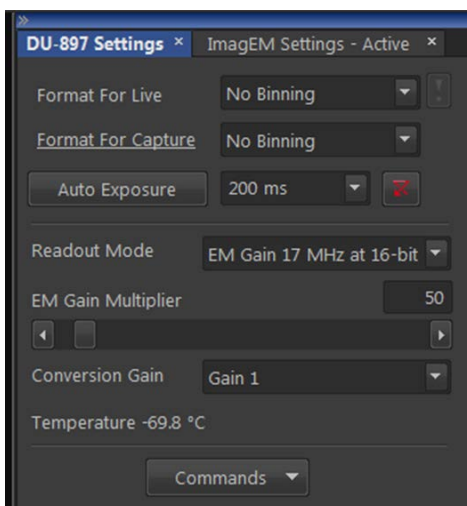 DU-897 Settings × ImagEM Settings - Active ×
Format For Live No Binning
Format For Capture No Binning
Auto Exposure 200 ms
Readout Mode EM Gain 17 MHz at 16-bit
EM Gain Multiplier 50
Conversion Gain Gain 1
Temperature -69.8 °C
Commands